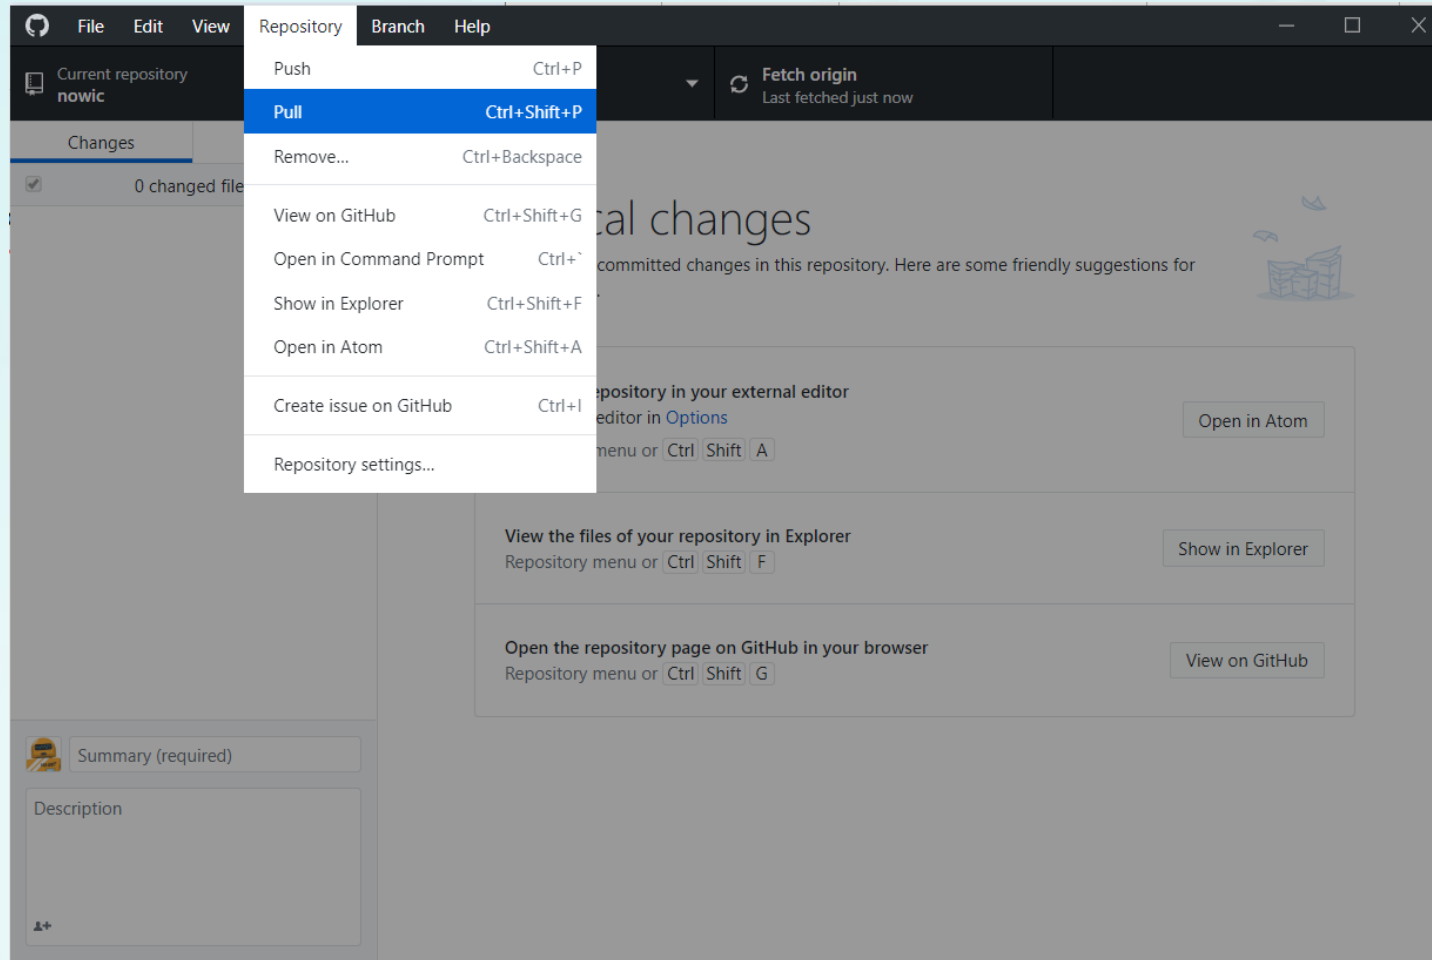 File Edit View Repository Branch Help
Current repository
nowic
Fetch origin
Last fetched just now
Push Ctrl+P
Pull Ctrl+Shift+P
Remove... Ctrl+Backspace
View on GitHub Ctrl+Shift+G
Open in Command Prompt Ctrl+`
Show in Explorer Ctrl+Shift+F
Open in Atom Ctrl+Shift+A
Create issue on GitHub Ctrl+I
Repository settings...
Changes
0 changed file
cal changes
committed changes in this repository. Here are some friendly suggestions for
epository in your external editor
editor in Options
menu or Ctrl Shift A
Open in Atom
View the files of your repository in Explorer
Repository menu or Ctrl Shift F
Show in Explorer
Open the repository page on GitHub in your browser
Repository menu or Ctrl Shift G
View on GitHub
Summary (required)
Description